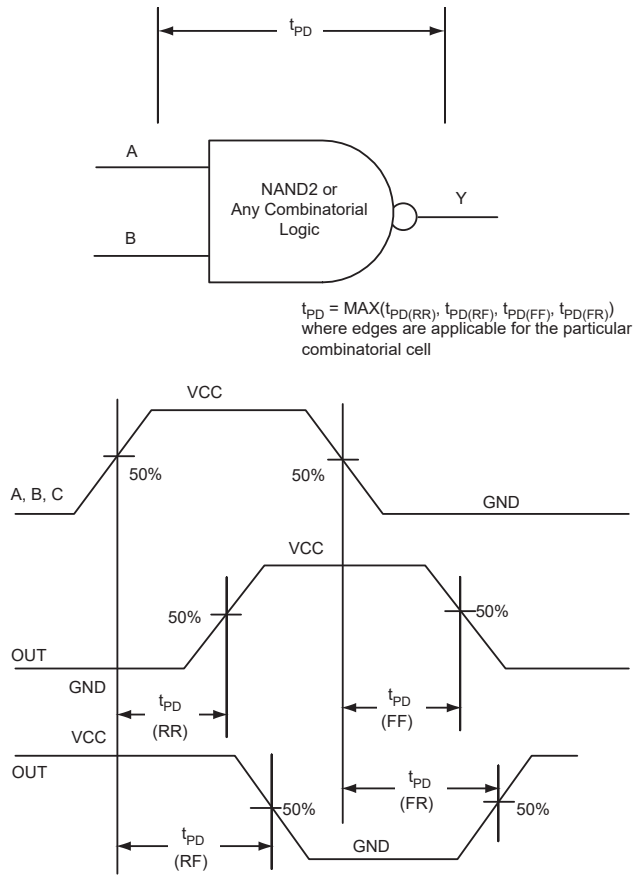 tPD
A
NAND2 or
Any Combinatorial
Logic
Y
B
tPD = MAX(tPD(RR), tPD(RF), tPD(FF), tPD(FR))
where edges are applicable for the particular
combinatorial cell
VCC
50%
50%
A, B, C
GND
VCC
50%
50%
OUT
GND
tPD
(RR)
tPD
(FF)
VCC
OUT
tPD
(FR)
50%
50%
tPD
(RF)
GND